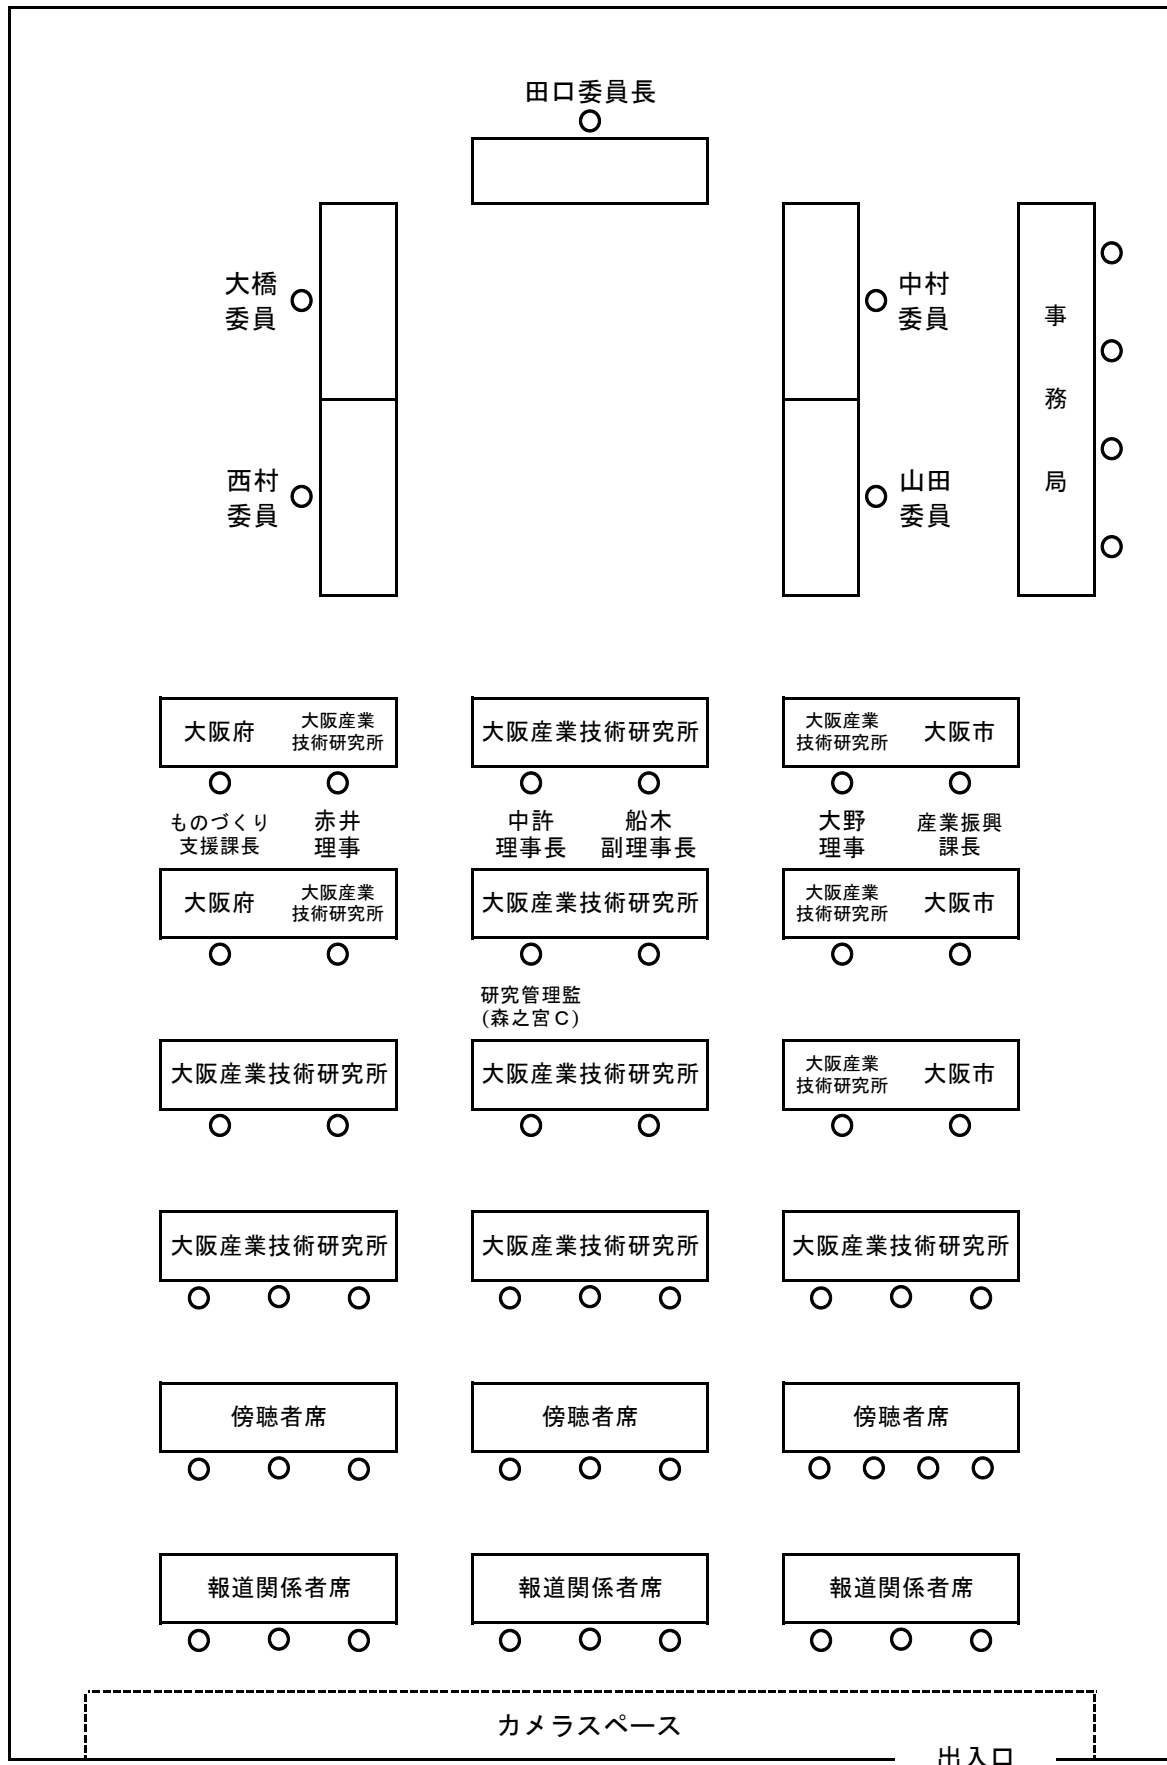 田口委員長
大橋
委員
中村
委員
事
務
局
西村
委員
山田
委員
大阪府
大阪産業
技術研究所
大阪産業技術研究所
大阪産業
技術研究所
大阪市
ものづくり
支援課長
赤井
理事
中許
理事長
船木
副理事長
大野
理事
産業振興
課長
大阪府
大阪産業
技術研究所
大阪産業技術研究所
大阪産業
技術研究所
大阪市
研究管理監
(森之宮C)
大阪産業技術研究所
大阪産業技術研究所
大阪産業
技術研究所
大阪市
大阪産業技術研究所
大阪産業技術研究所
大阪産業技術研究所
傍聴者席
傍聴者席
傍聴者席
報道関係者席
報道関係者席
報道関係者席
カメラスペース
出入口